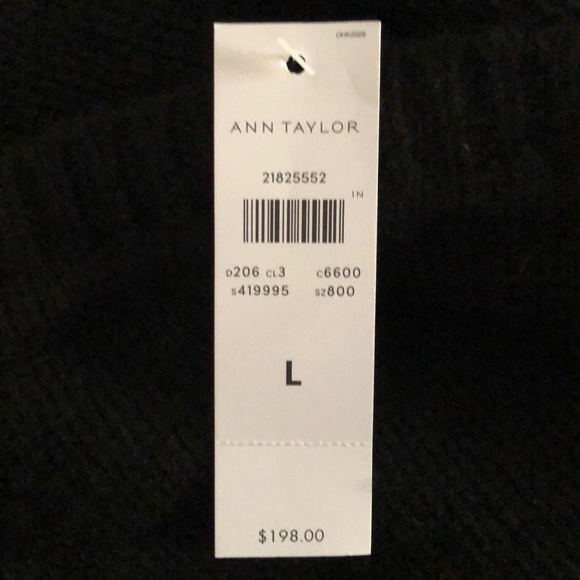 ANN TAYLOR
21825552
1N
D206 CL3 C6600
S419995 SZ800
L
$198.00